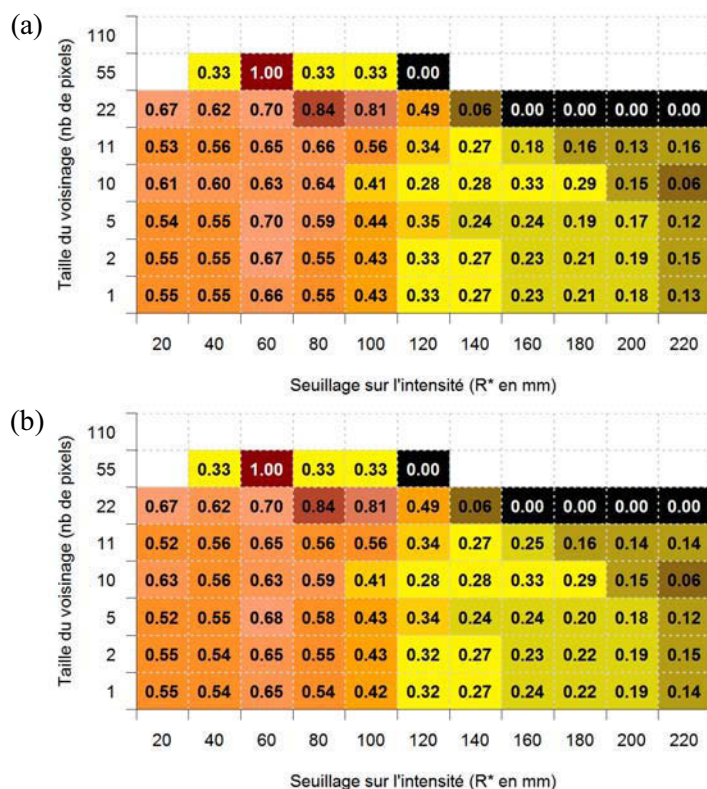 (a)
Taille du voisinage (nb de pixels)
110
55 0.33 1.00 0.33 0.33 0.00
22 0.67 0.62 0.70 0.84 0.81 0.49 0.06 0.00 0.00 0.00 0.00
11 0.53 0.56 0.65 0.66 0.56 0.34 0.27 0.18 0.16 0.13 0.16
10 0.61 0.60 0.63 0.64 0.41 0.28 0.28 0.33 0.29 0.15 0.06
5 0.54 0.55 0.70 0.59 0.44 0.35 0.24 0.24 0.19 0.17 0.12
2 0.55 0.55 0.67 0.55 0.43 0.33 0.27 0.23 0.21 0.19 0.15
1 0.55 0.55 0.66 0.55 0.43 0.33 0.27 0.23 0.21 0.18 0.13
20 40 60 80 100 120 140 160 180 200 220
Seuillage sur l'intensité (R* en mm)
(b)
Taille du voisinage (nb de pixels)
110
55 0.33 1.00 0.33 0.33 0.00
22 0.67 0.62 0.70 0.84 0.81 0.49 0.06 0.00 0.00 0.00 0.00
11 0.52 0.56 0.65 0.56 0.56 0.34 0.27 0.25 0.16 0.14 0.14
10 0.63 0.56 0.63 0.59 0.41 0.28 0.28 0.33 0.29 0.15 0.06
5 0.52 0.55 0.68 0.58 0.43 0.34 0.24 0.24 0.20 0.18 0.12
2 0.55 0.54 0.65 0.55 0.43 0.32 0.27 0.23 0.22 0.19 0.15
1 0.55 0.54 0.65 0.54 0.42 0.32 0.27 0.24 0.22 0.19 0.14
20 40 60 80 100 120 140 160 180 200 220
Seuillage sur l'intensité (R* en mm)